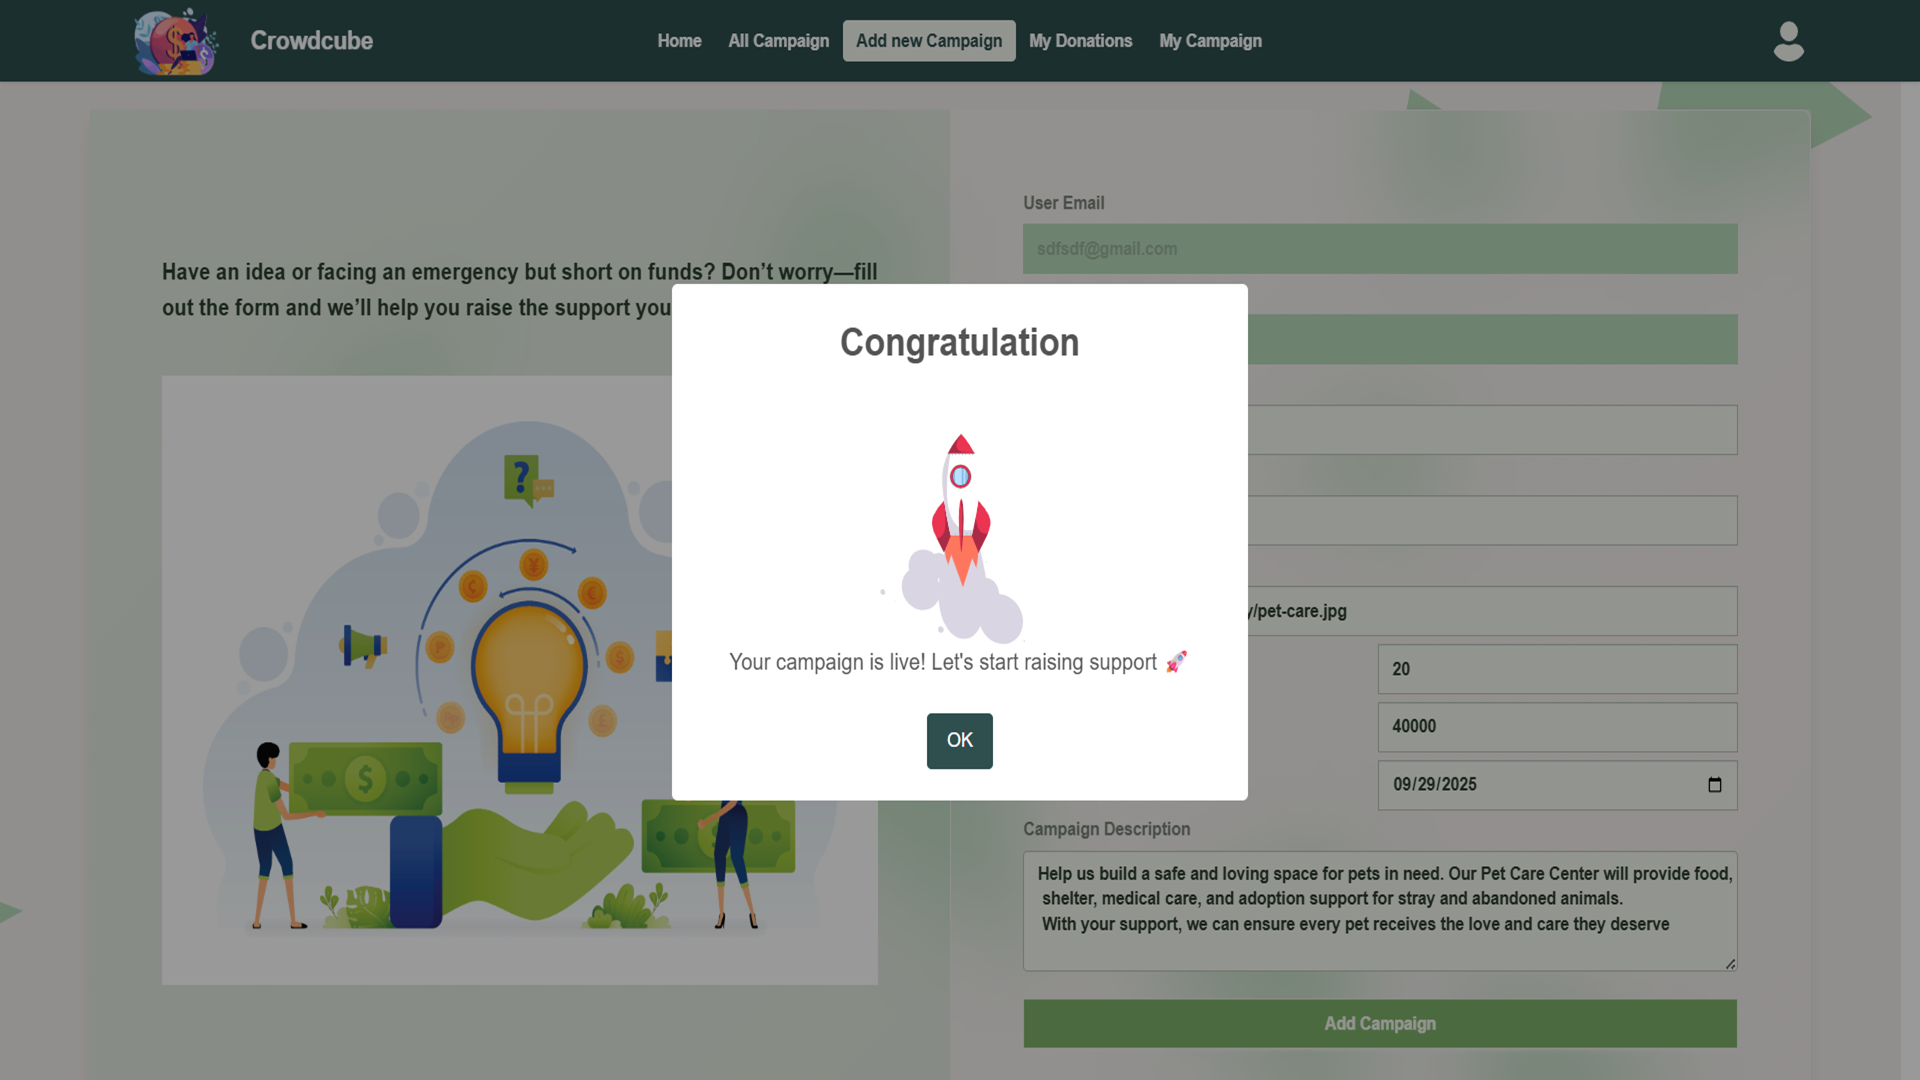 Crowdcube
Home
All Campaign
Add new Campaign
My Donations
My Campaign
Have an idea or facing an emergency but short on funds? Don’t worry—fill
out the form and we’ll help you raise the support you
User Email
sdfsdf@gmail.com
Congratulation
Your campaign is live! Let's start raising support 🚀
OK
y/pet-care.jpg
20
40000
09/29/2025
Campaign Description
Help us build a safe and loving space for pets in need. Our Pet Care Center will provide food,
shelter, medical care, and adoption support for stray and abandoned animals.
With your support, we can ensure every pet receives the love and care they deserve
Add Campaign